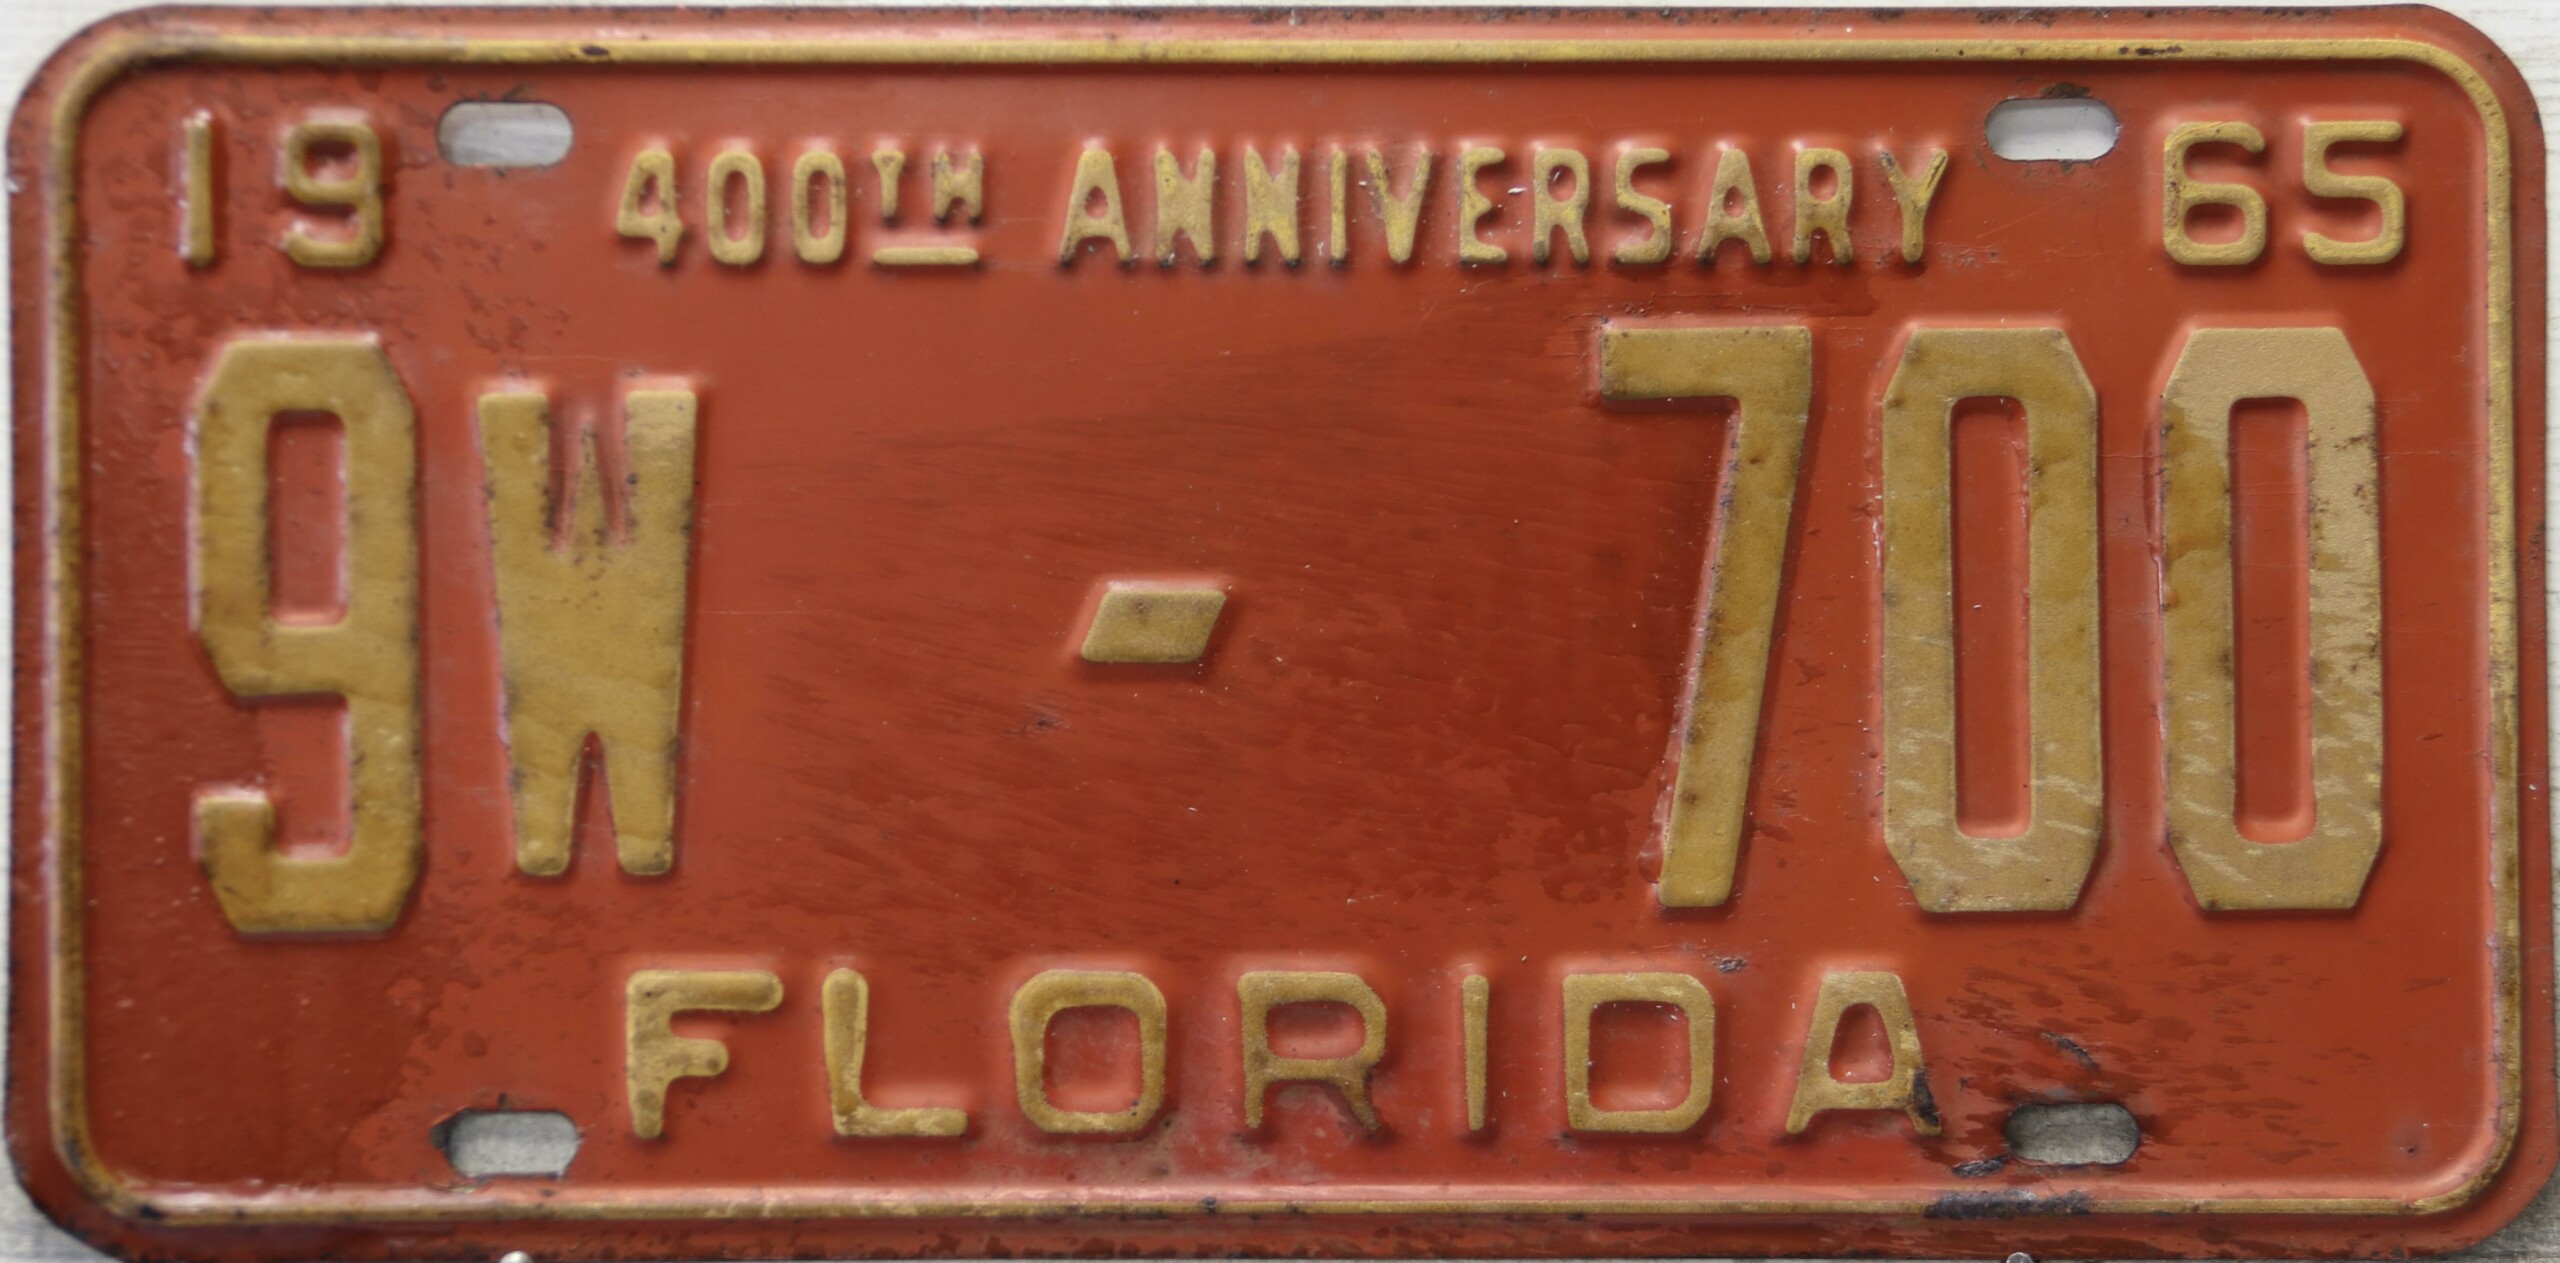 19 400TH ANNIVERSARY 65
9W - 700
FLORIDA